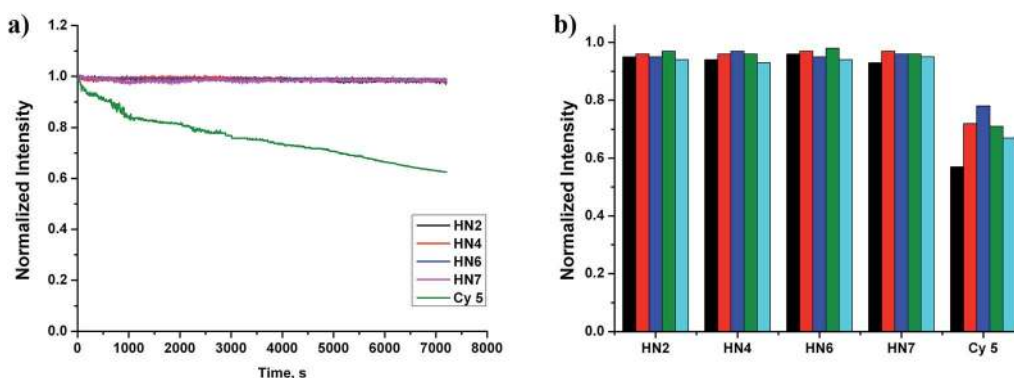 a)
Normalized Intensity
1.2
1.0
0.8
0.6
0.4
0.2
0.0
HN2
HN4
HN6
HN7
Cy 5
0 1000 2000 3000 4000 5000 6000 7000 8000
Time, s
b)
Normalized Intensity
1.0
0.8
0.6
0.4
0.2
0.0
HN2 HN4 HN6 HN7 Cy 5